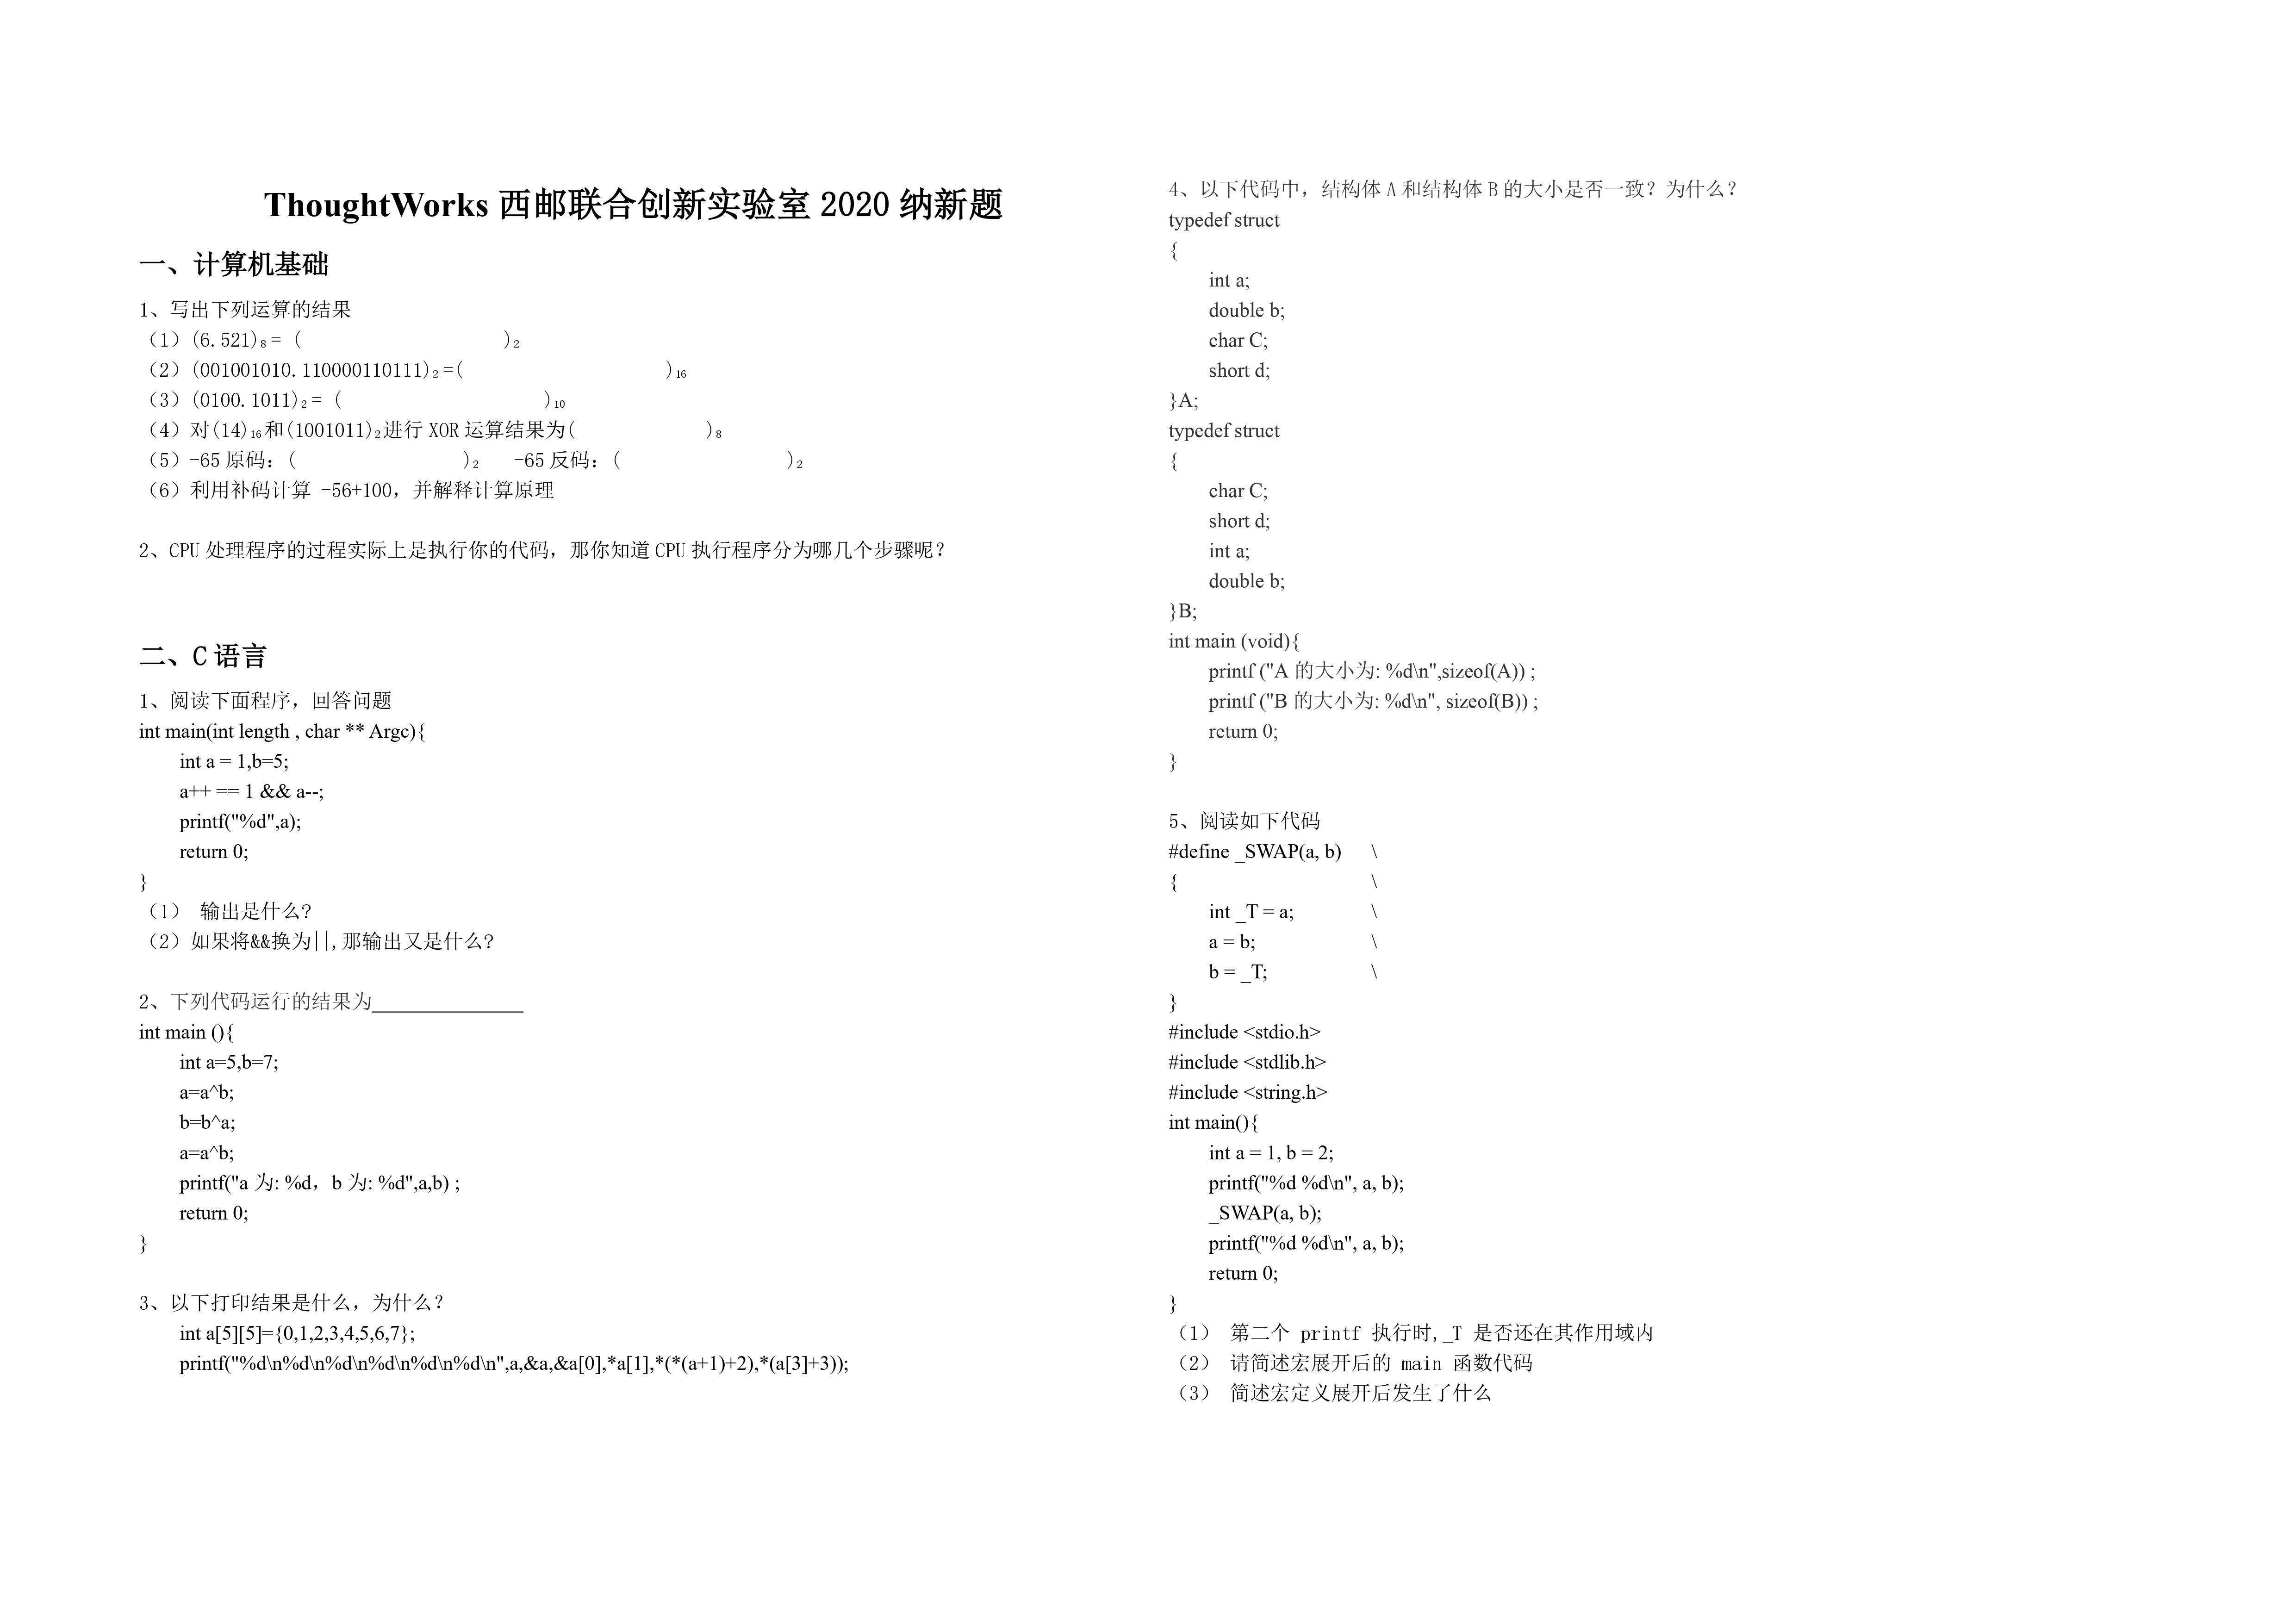 ThoughtWorks 西邮联合创新实验室 2020 纳新题
一、计算机基础
1、写出下列运算的结果
（1）(6.521)₈ = (                    )₂
（2）(001001010.110000110111)₂ =(                    )₁₆
（3）(0100.1011)₂ = (                    )₁₀
（4）对(14)₁₆和(1001011)₂进行 XOR 运算结果为(             )₈
（5）-65 原码：(                 )₂    -65 反码：(                 )₂
（6）利用补码计算 -56+100，并解释计算原理
2、CPU 处理程序的过程实际上是执行你的代码，那你知道 CPU 执行程序分为哪几个步骤呢？
二、C 语言
1、阅读下面程序，回答问题
int main(int length , char ** Argc){
    int a = 1,b=5;
    a++ == 1 && a--;
    printf("%d",a);
    return 0;
}
（1） 输出是什么？
（2）如果将&&换为||,那输出又是什么？
2、下列代码运行的结果为_______________
int main (){
    int a=5,b=7;
    a=a^b;
    b=b^a;
    a=a^b;
    printf("a 为: %d，b 为: %d",a,b) ;
    return 0;
}
3、以下打印结果是什么，为什么？
    int a[5][5]={0,1,2,3,4,5,6,7};
    printf("%d\n%d\n%d\n%d\n%d\n%d\n",a,&a,&a[0],*a[1],*(*(a+1)+2),*(a[3]+3));
4、以下代码中，结构体 A 和结构体 B 的大小是否一致？为什么？
typedef struct
{
    int a;
    double b;
    char C;
    short d;
}A;
typedef struct
{
    char C;
    short d;
    int a;
    double b;
}B;
int main (void){
    printf ("A 的大小为: %d\n",sizeof(A)) ;
    printf ("B 的大小为: %d\n", sizeof(B)) ;
    return 0;
}
5、阅读如下代码
#define _SWAP(a, b)    \
{                      \
    int _T = a;        \
    a = b;             \
    b = _T;            \
}
#include <stdio.h>
#include <stdlib.h>
#include <string.h>
int main(){
    int a = 1, b = 2;
    printf("%d %d\n", a, b);
    _SWAP(a, b);
    printf("%d %d\n", a, b);
    return 0;
}
（1） 第二个 printf 执行时,_T 是否还在其作用域内
（2） 请简述宏展开后的 main 函数代码
（3） 简述宏定义展开后发生了什么